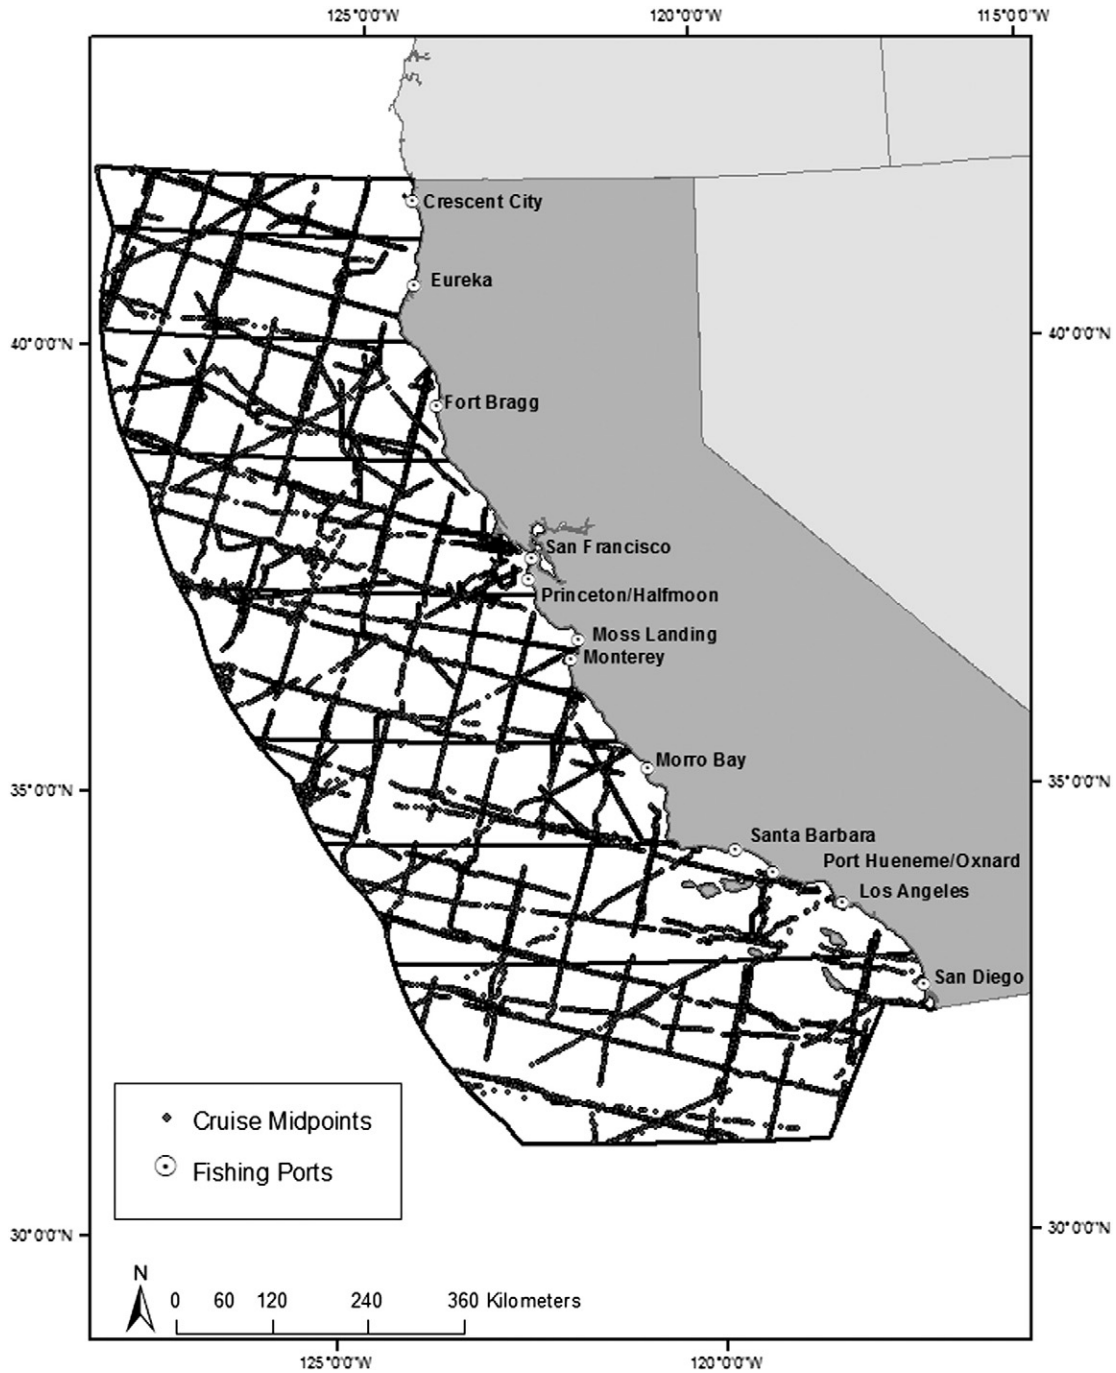 125°0'0"W
120°0'0"W
115°0'0"W
Crescent City
Eureka
40°0'0"N
40°0'0"N
Fort Bragg
San Francisco
Princeton/Halfmoon
Moss Landing
Monterey
Morro Bay
35°0'0"N
35°0'0"N
Santa Barbara
Port Hueneme/Oxnard
Los Angeles
San Diego
Cruise Midpoints
Fishing Ports
30°0'0"N
30°0'0"N
N
0 60 120 240 360 Kilometers
125°0'0"W
120°0'0"W